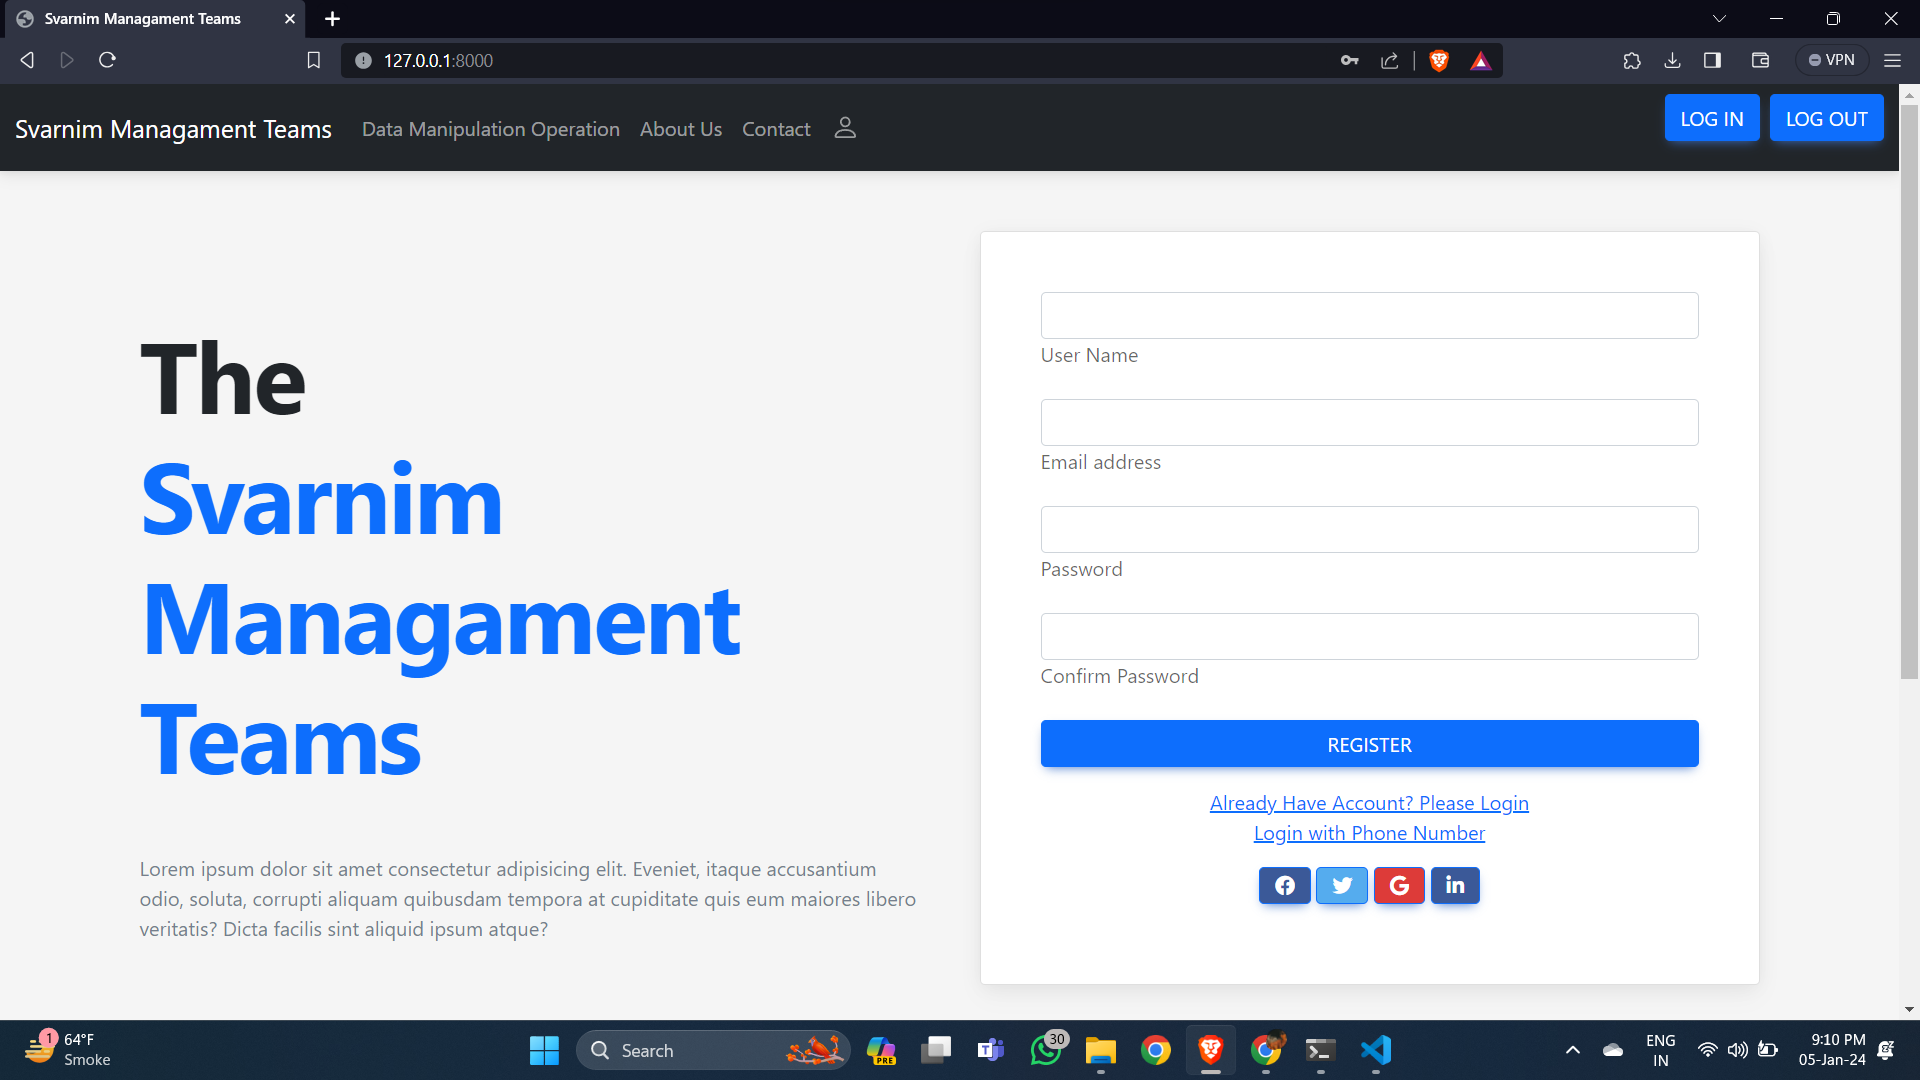 Svarnim Managament Teams
127.0.0.1:8000
VPN
Svarnim Managament Teams Data Manipulation Operation About Us Contact LOG IN LOG OUT
The
Svarnim
Managament
Teams
Lorem ipsum dolor sit amet consectetur adipisicing elit. Eveniet, itaque accusantium
odio, soluta, corrupti aliquam quibusdam tempora at cupiditate quis eum maiores libero
veritatis? Dicta facilis sint aliquid ipsum atque?
User Name
Email address
Password
Confirm Password
REGISTER
Already Have Account? Please Login
Login with Phone Number
1
64°F
Smoke
Search
PRE
30
ENG
IN
9:10 PM
05-Jan-24